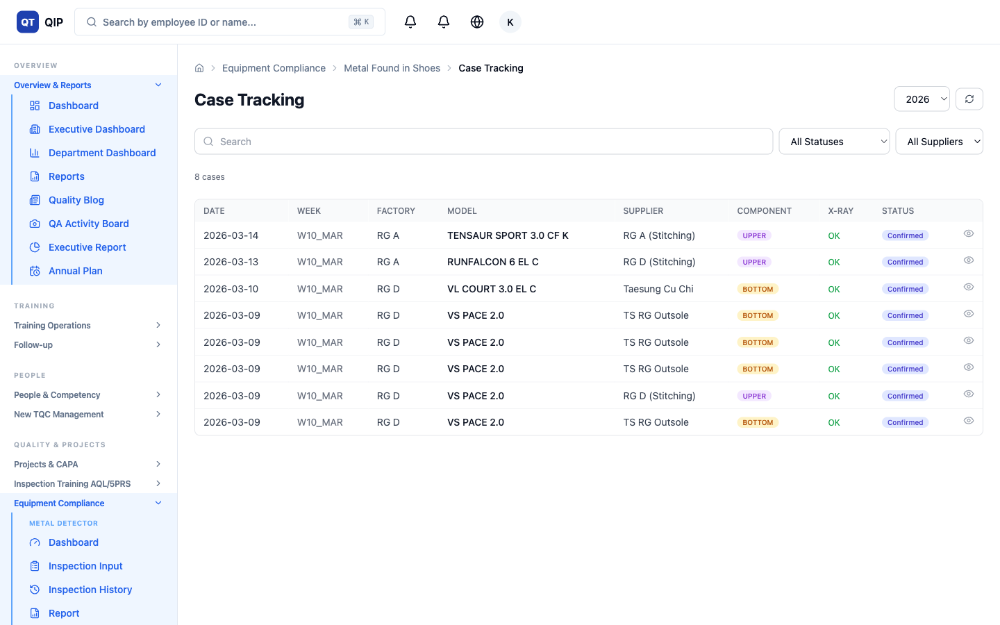 QT QIP Search by employee ID or name... ⌘ K K
OVERVIEW
Overview & Reports
Dashboard
Executive Dashboard
Department Dashboard
Reports
Quality Blog
QA Activity Board
Executive Report
Annual Plan
TRAINING
Training Operations
Follow-up
PEOPLE
People & Competency
New TQC Management
QUALITY & PROJECTS
Projects & CAPA
Inspection Training AQL/5PRS
Equipment Compliance
METAL DETECTOR
Dashboard
Inspection Input
Inspection History
Report
Equipment Compliance Metal Found in Shoes Case Tracking
Case Tracking 2026
Search All Statuses All Suppliers
8 cases
DATE WEEK FACTORY MODEL SUPPLIER COMPONENT X-RAY STATUS
2026-03-14 W10_MAR RG A TENSAUR SPORT 3.0 CF K RG A (Stitching) UPPER OK Confirmed
2026-03-13 W10_MAR RG A RUNFALCON 6 EL C RG D (Stitching) UPPER OK Confirmed
2026-03-10 W10_MAR RG D VL COURT 3.0 EL C Taesung Cu Chi BOTTOM OK Confirmed
2026-03-09 W10_MAR RG D VS PACE 2.0 TS RG Outsole BOTTOM OK Confirmed
2026-03-09 W10_MAR RG D VS PACE 2.0 TS RG Outsole BOTTOM OK Confirmed
2026-03-09 W10_MAR RG D VS PACE 2.0 TS RG Outsole BOTTOM OK Confirmed
2026-03-09 W10_MAR RG D VS PACE 2.0 RG D (Stitching) UPPER OK Confirmed
2026-03-09 W10_MAR RG D VS PACE 2.0 TS RG Outsole BOTTOM OK Confirmed